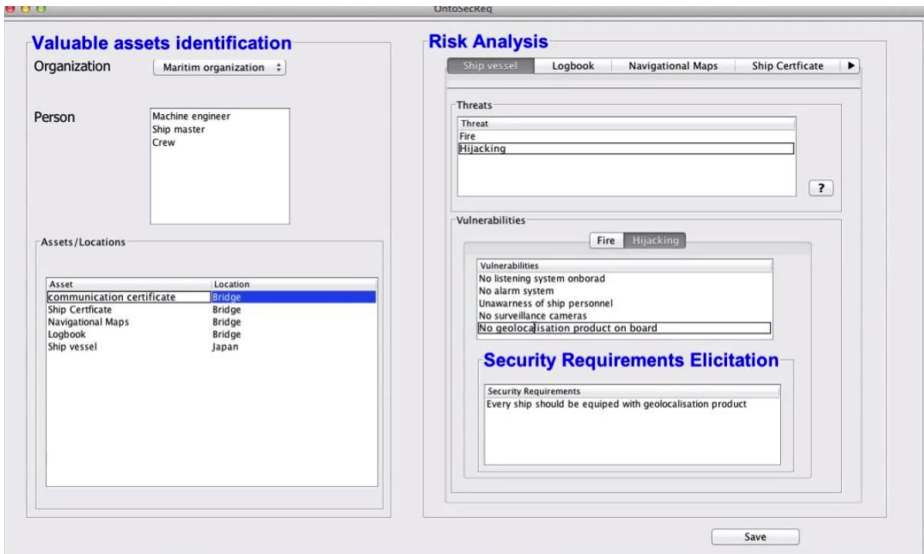 OntoSecReq
Valuable assets identification
Organization
Maritim organization
Person
Machine engineer
Ship master
Crew
Assets/Locations
Asset Location
communication certificate Bridge
Ship Certficate Bridge
Navigational Maps Bridge
Logbook Bridge
Ship vessel Japan
Risk Analysis
Ship vessel Logbook Navigational Maps Ship Certficate
Threats
Threat
Fire
Hijacking
?
Vulnerabilities
Fire Hijacking
Vulnerabilities
No listening system onborad
No alarm system
Unawarness of ship personnel
No surveillance cameras
No geolocalisation product on board
Security Requirements Elicitation
Security Requirements
Every ship should be equiped with geolocalisation product
Save